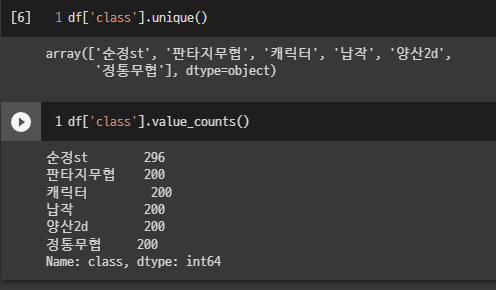 [6] 1 df['class'].unique()
array(['순정st', '판타지무협', '캐릭터', '납작', '양산2d',
'정통무협'], dtype=object)
1 df['class'].value_counts()
순정st 296
판타지무협 200
캐릭터 200
납작 200
양산2d 200
정통무협 200
Name: class, dtype: int64